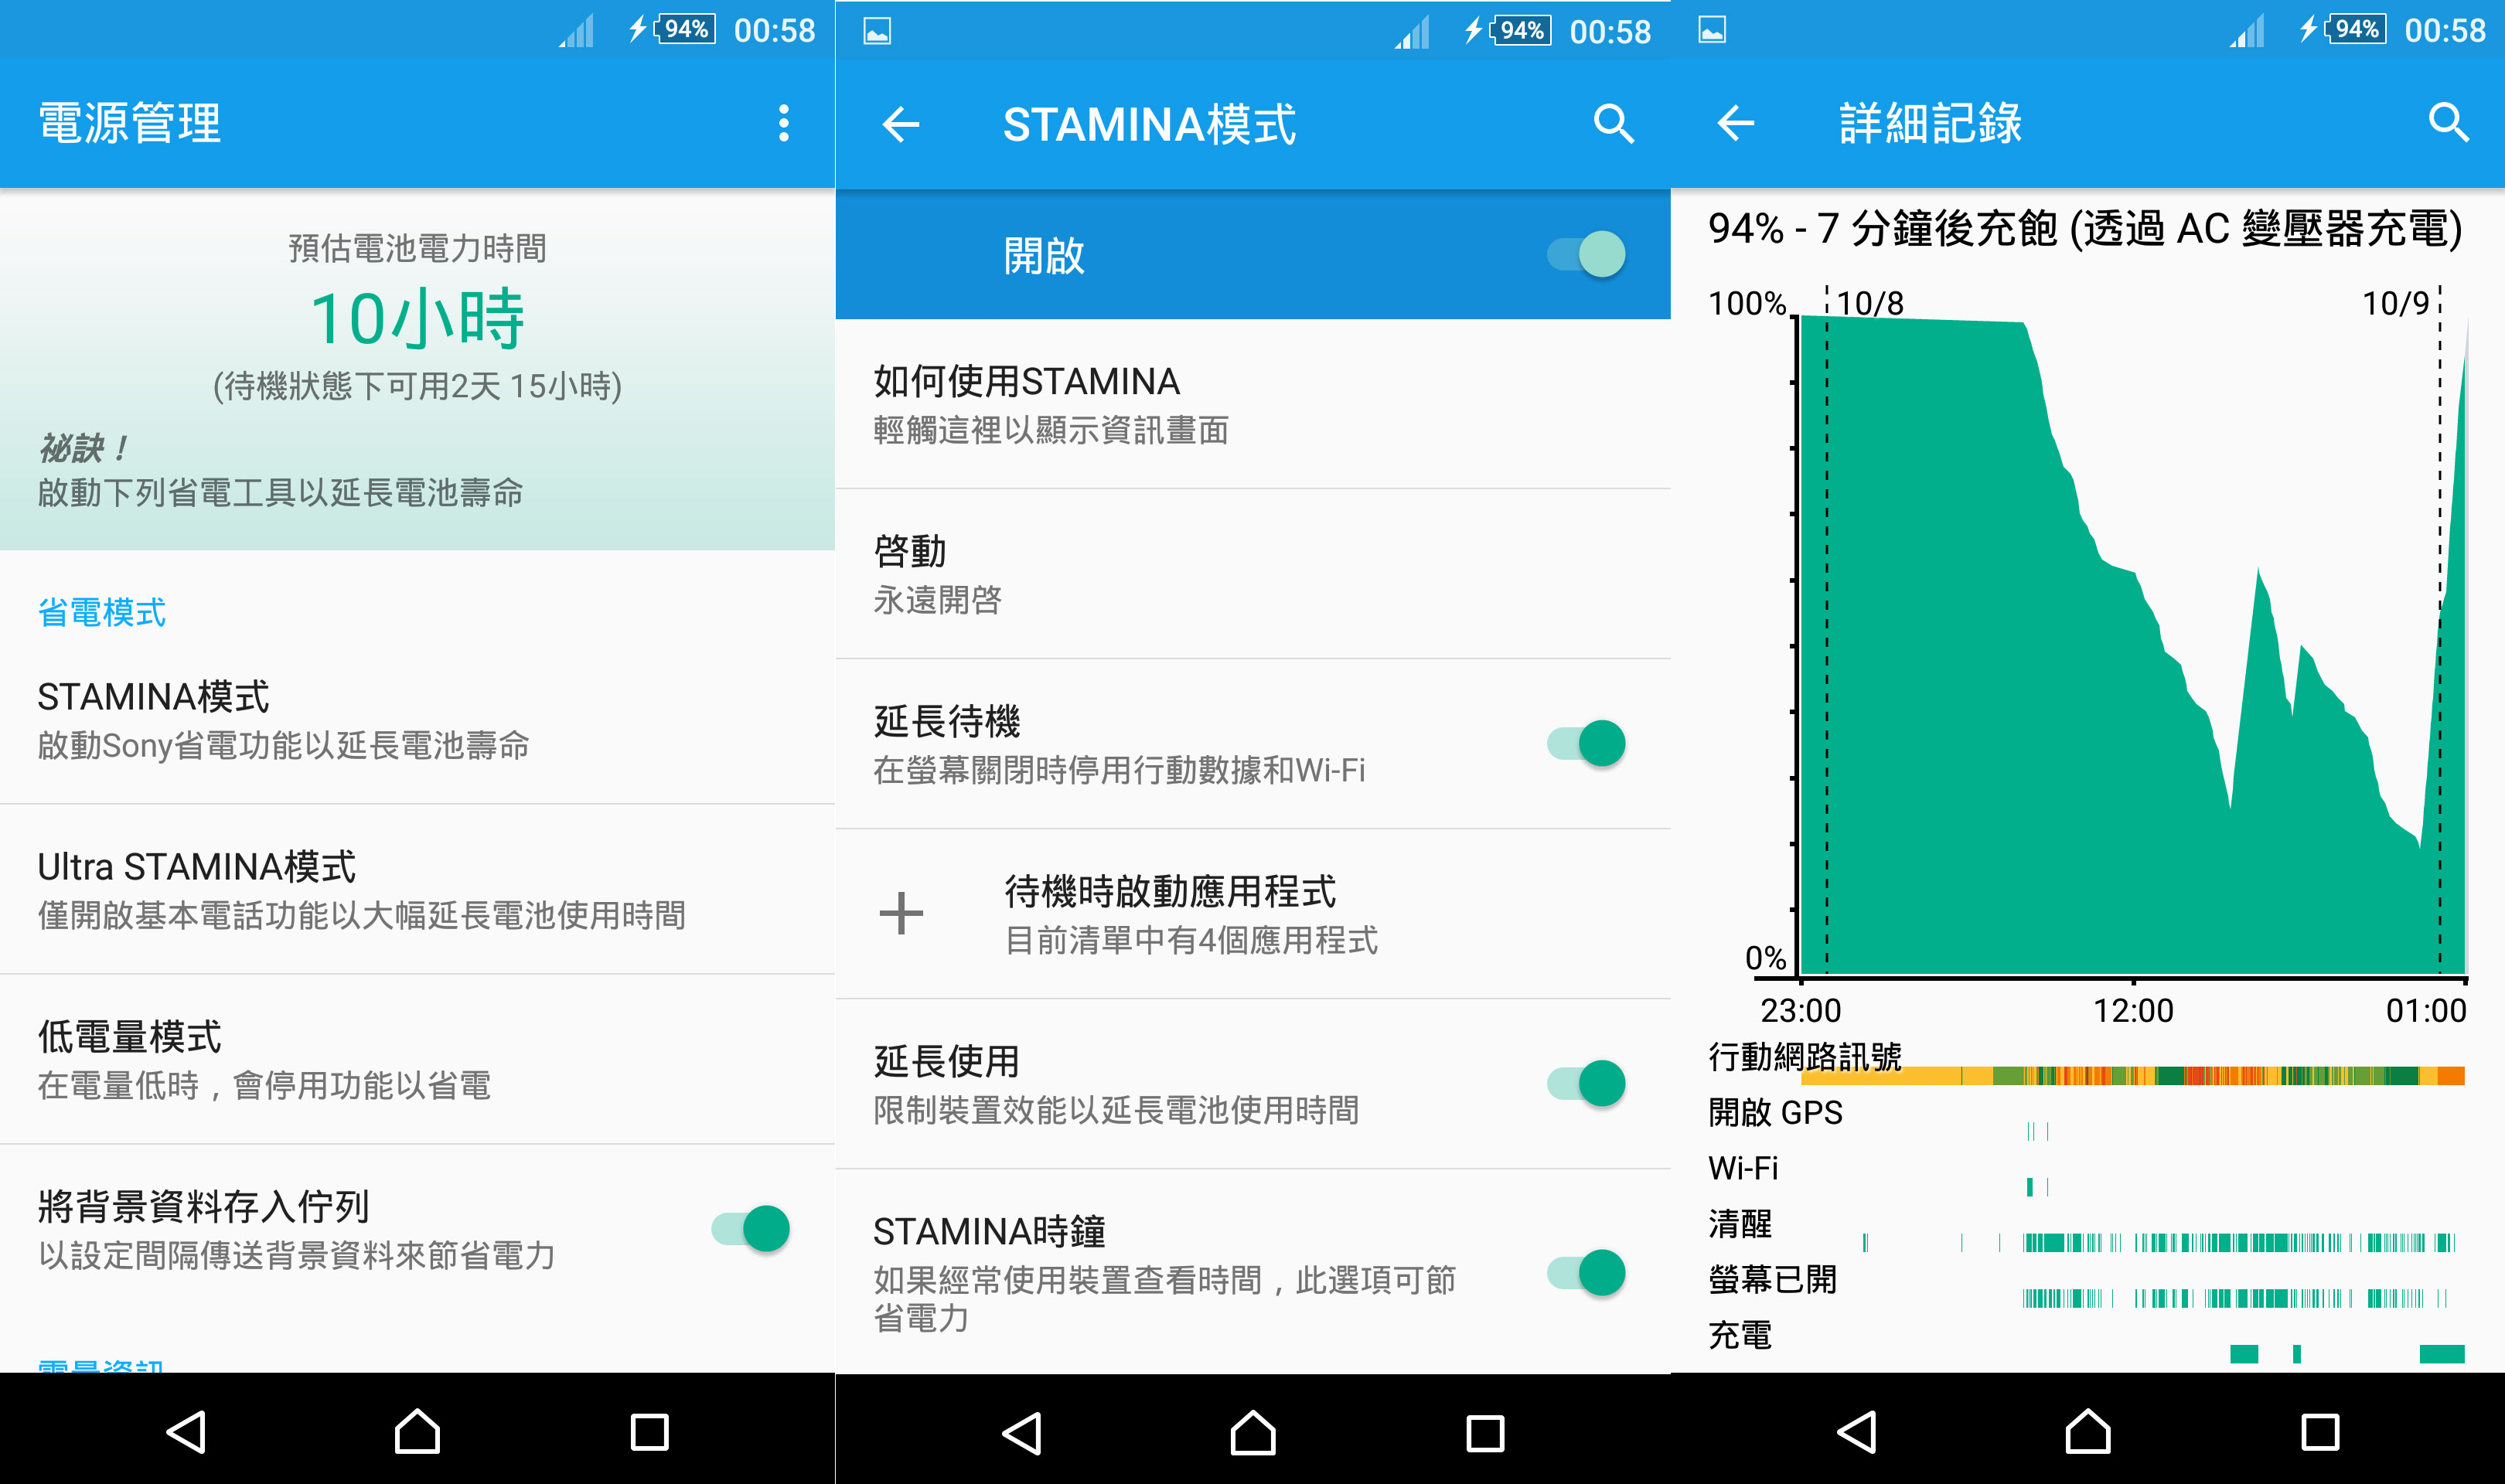 94% 00:58
電源管理
預估電池電力時間
10小時
(待機狀態下可用2天 15小時)
祕訣！
啟動下列省電工具以延長電池壽命
省電模式
STAMINA模式
啟動Sony省電功能以延長電池壽命
Ultra STAMINA模式
僅開啟基本電話功能以大幅延長電池使用時間
低電量模式
在電量低時，會停用功能以省電
將背景資料存入佇列
以設定間隔傳送背景資料來節省電力
電量資訊
94% 00:58
STAMINA模式
開啟
如何使用STAMINA
輕觸這裡以顯示資訊畫面
啓動
永遠開啓
延長待機
在螢幕關閉時停用行動數據和Wi-Fi
待機時啟動應用程式
目前清單中有4個應用程式
延長使用
限制裝置效能以延長電池使用時間
STAMINA時鐘
如果經常使用裝置查看時間，此選項可節
省電力
94% 00:58
詳細記錄
94% - 7 分鐘後充飽 (透過 AC 變壓器充電)
100% 10/8 10/9
0%
23:00 12:00 01:00
行動網路訊號
開啟 GPS
Wi-Fi
清醒
螢幕已開
充電